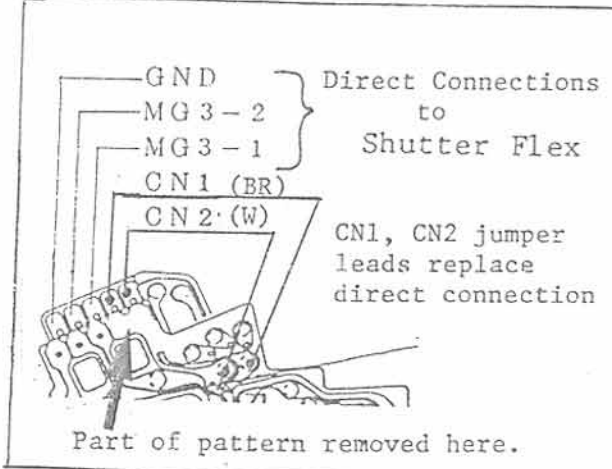 GND
MG3-2
MG3-1
Direct Connections
to
Shutter Flex
CN1 (BR)
CN2 (W)
CN1, CN2 jumper
leads replace
direct connection
Part of pattern removed here.